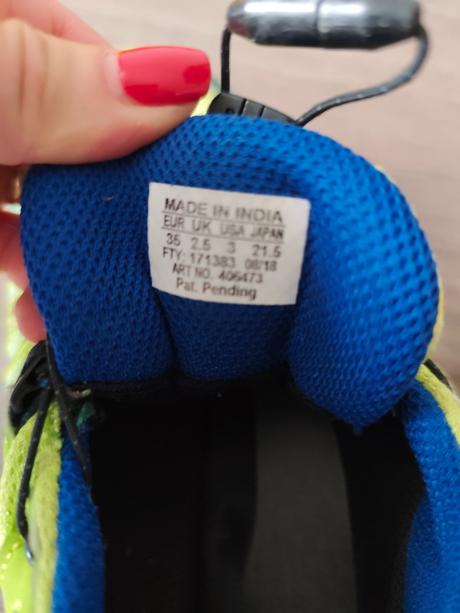 MADE IN INDIA
EUR UK USA JAPAN
35 2.5 3 21.5
FTY: 171383 08/18
ART NO. 406473
Pat. Pending